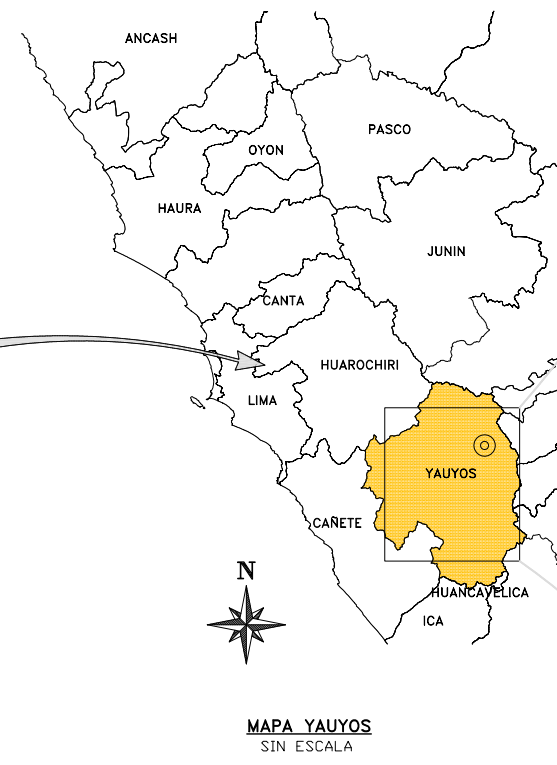 ANCASH
PASCO
OYON
HAURA
JUNIN
CANTA
HUAROCHIRI
LIMA
YAUYOS
CAÑETE
N
HUANCAVELICA
ICA
MAPA YAUYOS
SIN ESCALA